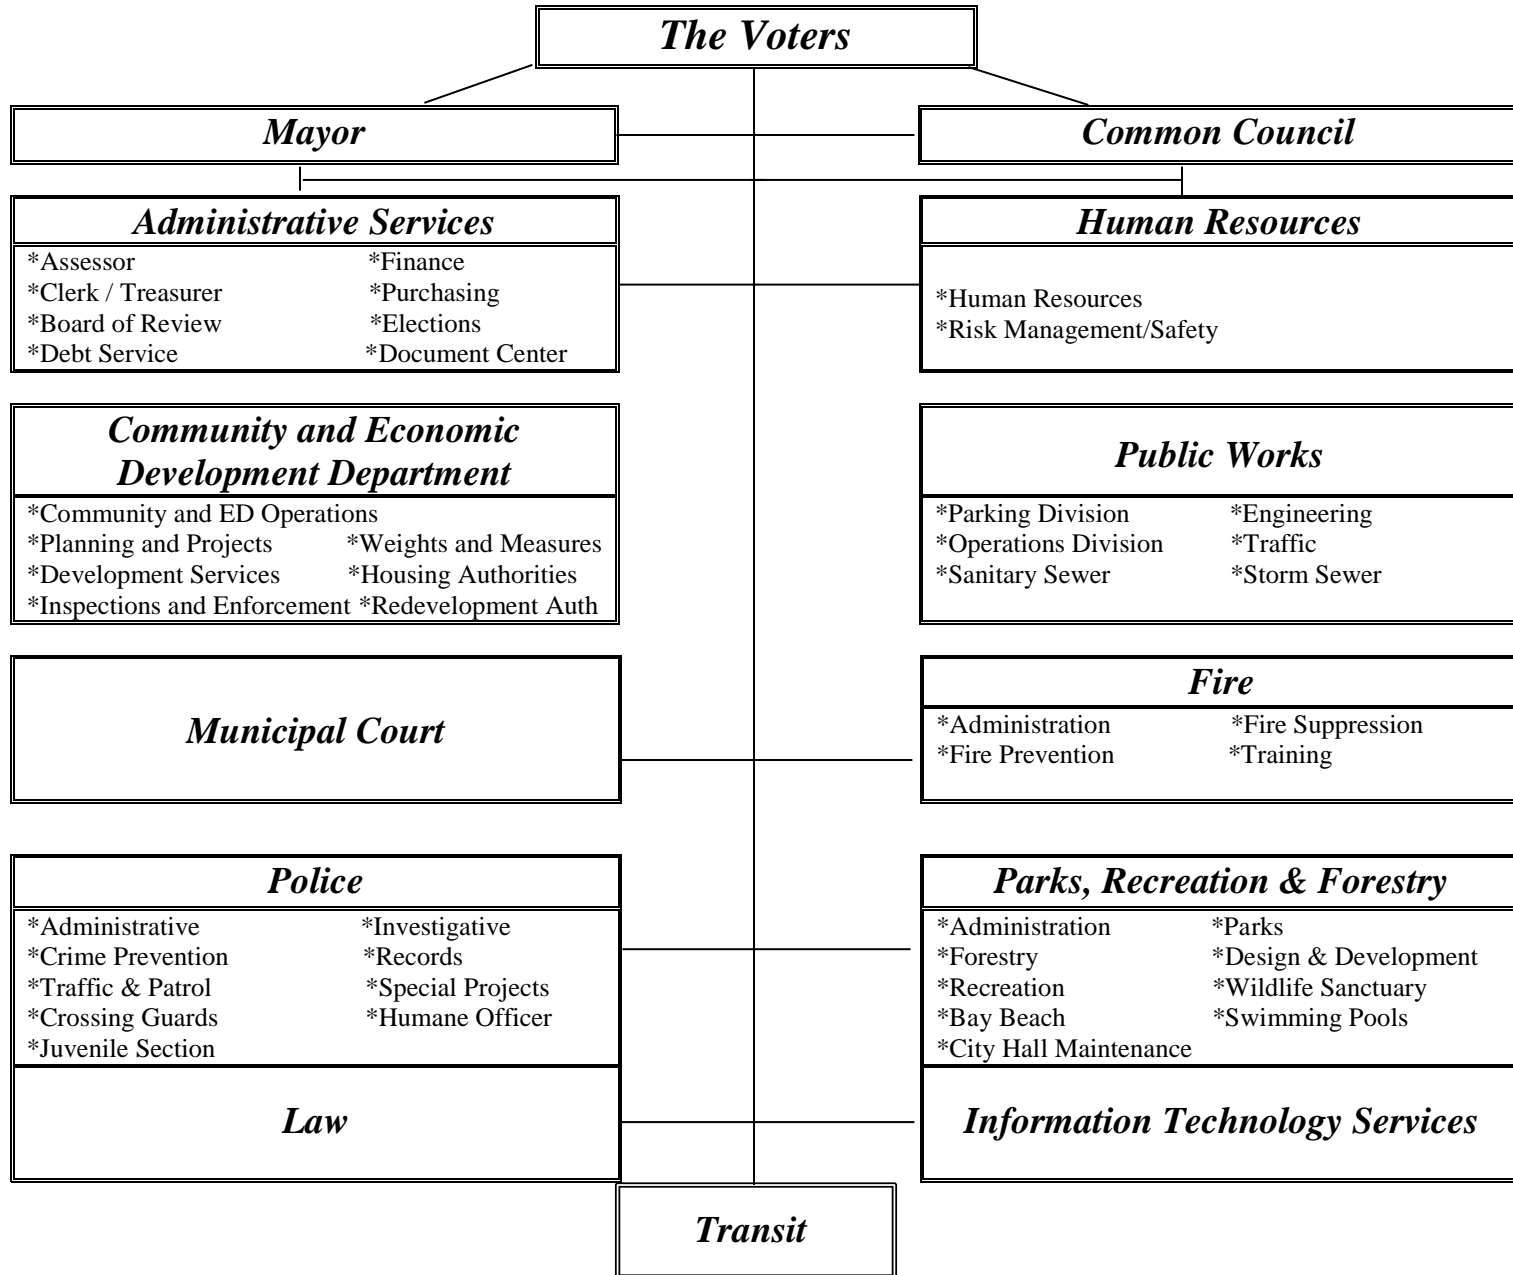 The Voters
Mayor
Common Council
Administrative Services
*Assessor *Finance
*Clerk / Treasurer *Purchasing
*Board of Review *Elections
*Debt Service *Document Center
Human Resources
*Human Resources
*Risk Management/Safety
Community and Economic
Development Department
*Community and ED Operations
*Planning and Projects *Weights and Measures
*Development Services *Housing Authorities
*Inspections and Enforcement *Redevelopment Auth
Public Works
*Parking Division *Engineering
*Operations Division *Traffic
*Sanitary Sewer *Storm Sewer
Municipal Court
Fire
*Administration *Fire Suppression
*Fire Prevention *Training
Police
*Administrative *Investigative
*Crime Prevention *Records
*Traffic & Patrol *Special Projects
*Crossing Guards *Humane Officer
*Juvenile Section
Parks, Recreation & Forestry
*Administration *Parks
*Forestry *Design & Development
*Recreation *Wildlife Sanctuary
*Bay Beach *Swimming Pools
*City Hall Maintenance
Law
Information Technology Services
Transit